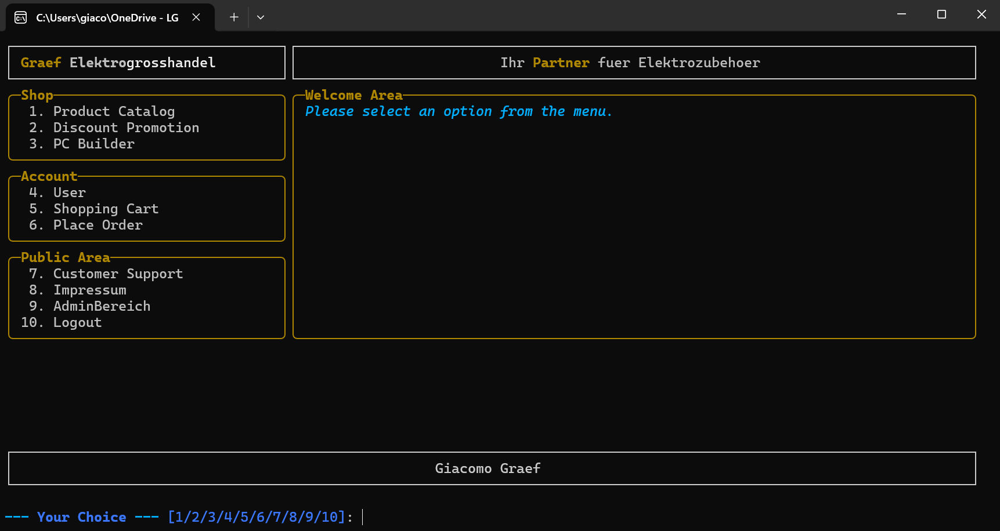 C:\Users\giaco\OneDrive - LG
Graef Elektrogrosshandel
Ihr Partner fuer Elektrozubehoer
Shop
1. Product Catalog
2. Discount Promotion
3. PC Builder
Account
4. User
5. Shopping Cart
6. Place Order
Public Area
7. Customer Support
8. Impressum
9. AdminBereich
10. Logout
Welcome Area
Please select an option from the menu.
Giacomo Graef
--- Your Choice --- [1/2/3/4/5/6/7/8/9/10]: